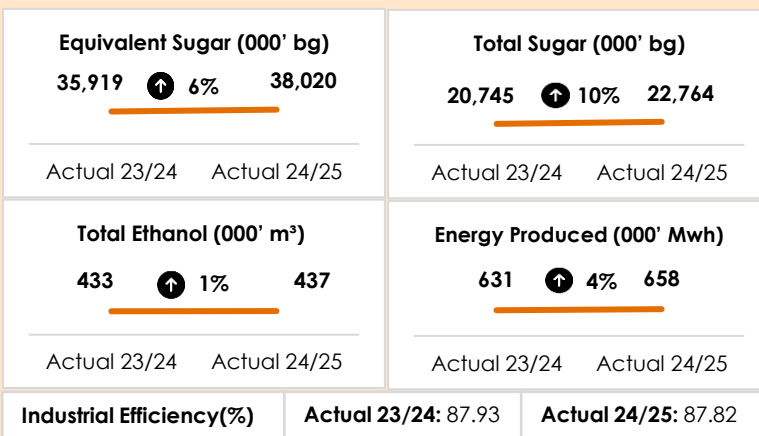 Equivalent Sugar (000' bg)
35,919 6% 38,020
Actual 23/24 Actual 24/25
Total Sugar (000' bg)
20,745 10% 22,764
Actual 23/24 Actual 24/25
Total Ethanol (000' m³)
433 1% 437
Actual 23/24 Actual 24/25
Energy Produced (000' Mwh)
631 4% 658
Actual 23/24 Actual 24/25
Industrial Efficiency(%) Actual 23/24: 87.93 Actual 24/25: 87.82